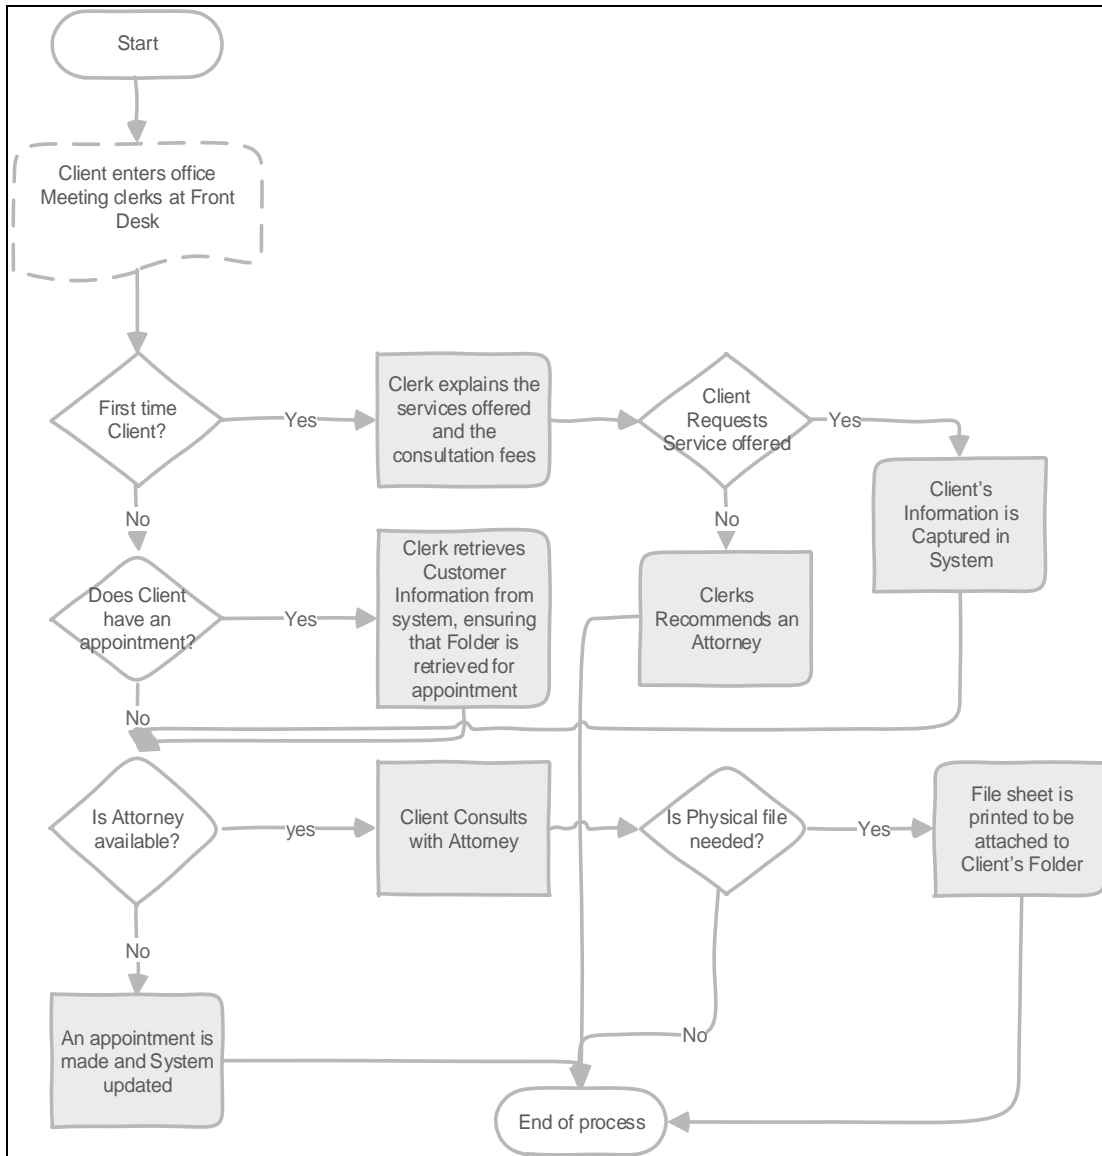 Start
Client enters office
Meeting clerks at Front
Desk
First time
Client?
Yes
Clerk explains the
services offered
and the
consultation fees
Client
Requests
Service offered
Yes
Client's
Information is
Captured in
System
No
No
Does Client
have an
appointment?
Yes
Clerk retrieves
Customer
Information from
system, ensuring
that Folder is
retrieved for
appointment
Clerks
Recommends an
Attorney
No
Is Attorney
available?
yes
Client Consults
with Attorney
Is Physical file
needed?
Yes
File sheet is
printed to be
attached to
Client's Folder
No
An appointment is
made and System
updated
No
End of process